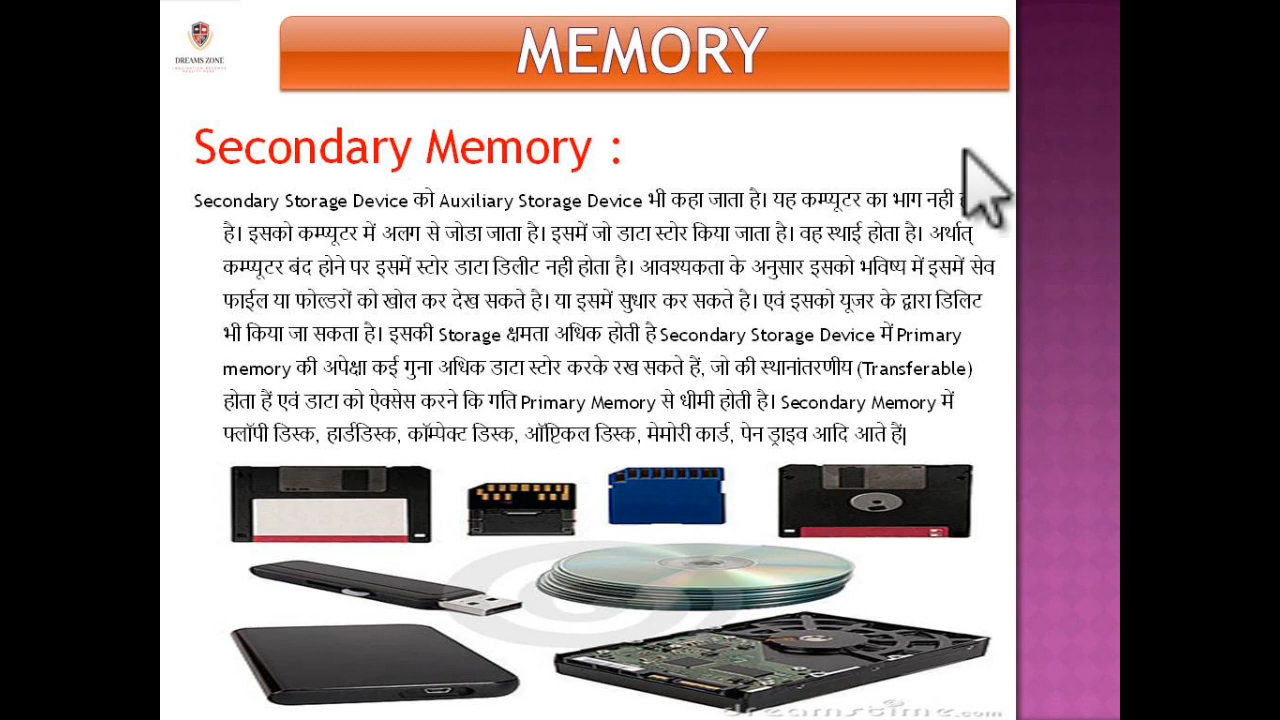 DREAMS ZONE
MEMORY
Secondary Memory :
Secondary Storage Device को Auxiliary Storage Device भी कहा जाता है। यह कम्प्यूटर का भाग नही
है। इसको कम्प्यूटर में अलग से जोडा जाता है। इसमें जो डाटा स्टोर किया जाता है। वह स्थाई होता है। अर्थात्
कम्प्यूटर बंद होने पर इसमें स्टोर डाटा डिलीट नही होता है। आवश्यकता के अनुसार इसको भविष्य में इसमें सेव
फाईल या फोल्डरों को खोल कर देख सकते है। या इसमें सुधार कर सकते है। एवं इसको यूजर के द्वारा डिलिट
भी किया जा सकता है। इसकी Storage क्षमता अधिक होती है Secondary Storage Device में Primary
memory की अपेक्षा कई गुना अधिक डाटा स्टोर करके रख सकते हैं, जो की स्थानांतरणीय (Transferable)
होता हैं एवं डाटा को ऐक्सेस करने कि गति Primary Memory से धीमी होती है। Secondary Memory में
फ्लॉपी डिस्क, हार्डडिस्क, कॉम्पेक्ट डिस्क, ऑप्टिकल डिस्क, मेमोरी कार्ड, पेन ड्राइव आदि आते हैं|
dreamstime.com